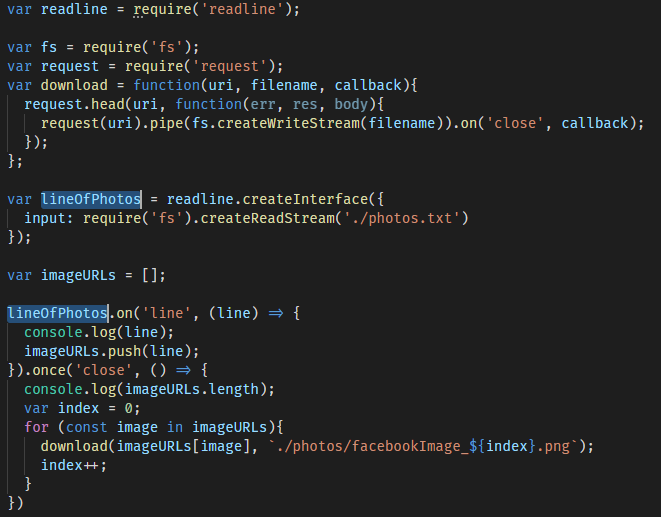 var readline = require('readline');
var fs = require('fs');
var request = require('request');
var download = function(uri, filename, callback){
  request.head(uri, function(err, res, body){
    request(uri).pipe(fs.createWriteStream(filename)).on('close', callback);
  });
};
var lineOfPhotos = readline.createInterface({
  input: require('fs').createReadStream('./photos.txt')
});
var imageURLs = [];
lineOfPhotos.on('line', (line) => {
  console.log(line);
  imageURLs.push(line);
}).once('close', () => {
  console.log(imageURLs.length);
  var index = 0;
  for (const image in imageURLs){
    download(imageURLs[image], `./photos/facebookImage_${index}.png`);
    index++;
  }
})